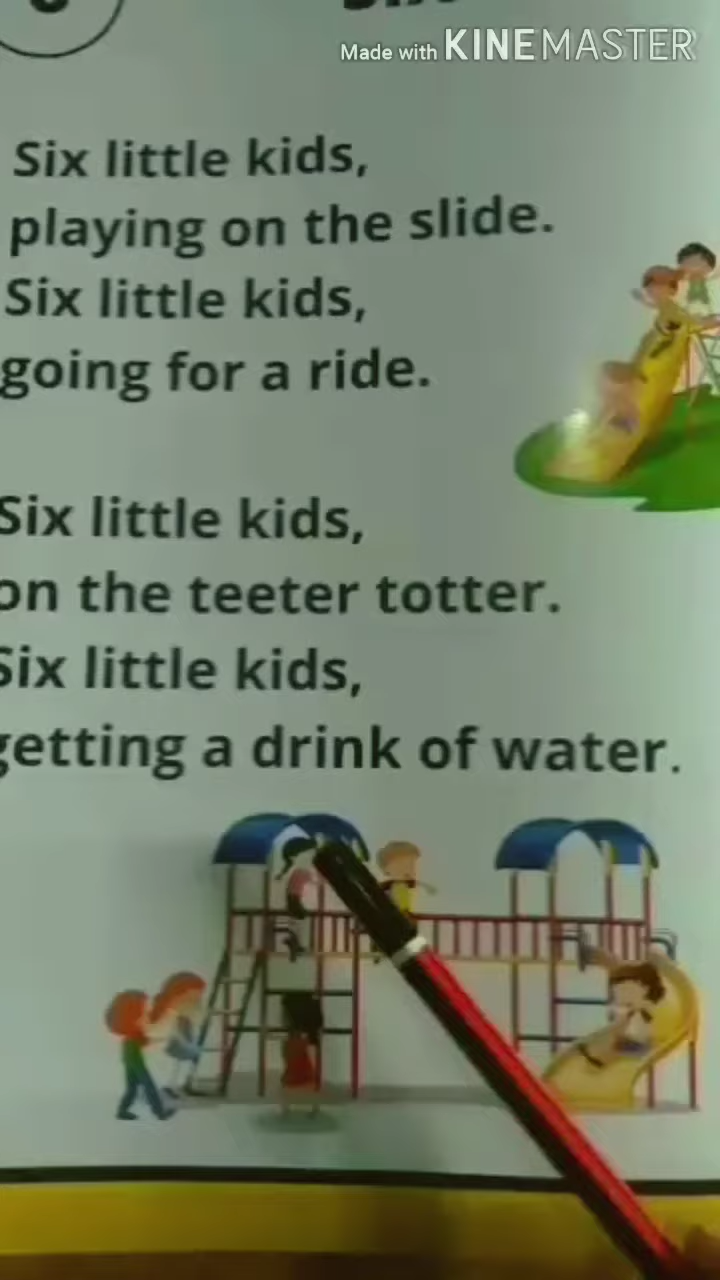 Made with KINEMASTER
Six little kids,
playing on the slide.
Six little kids,
going for a ride.
Six little kids,
on the teeter totter.
Six little kids,
getting a drink of water.